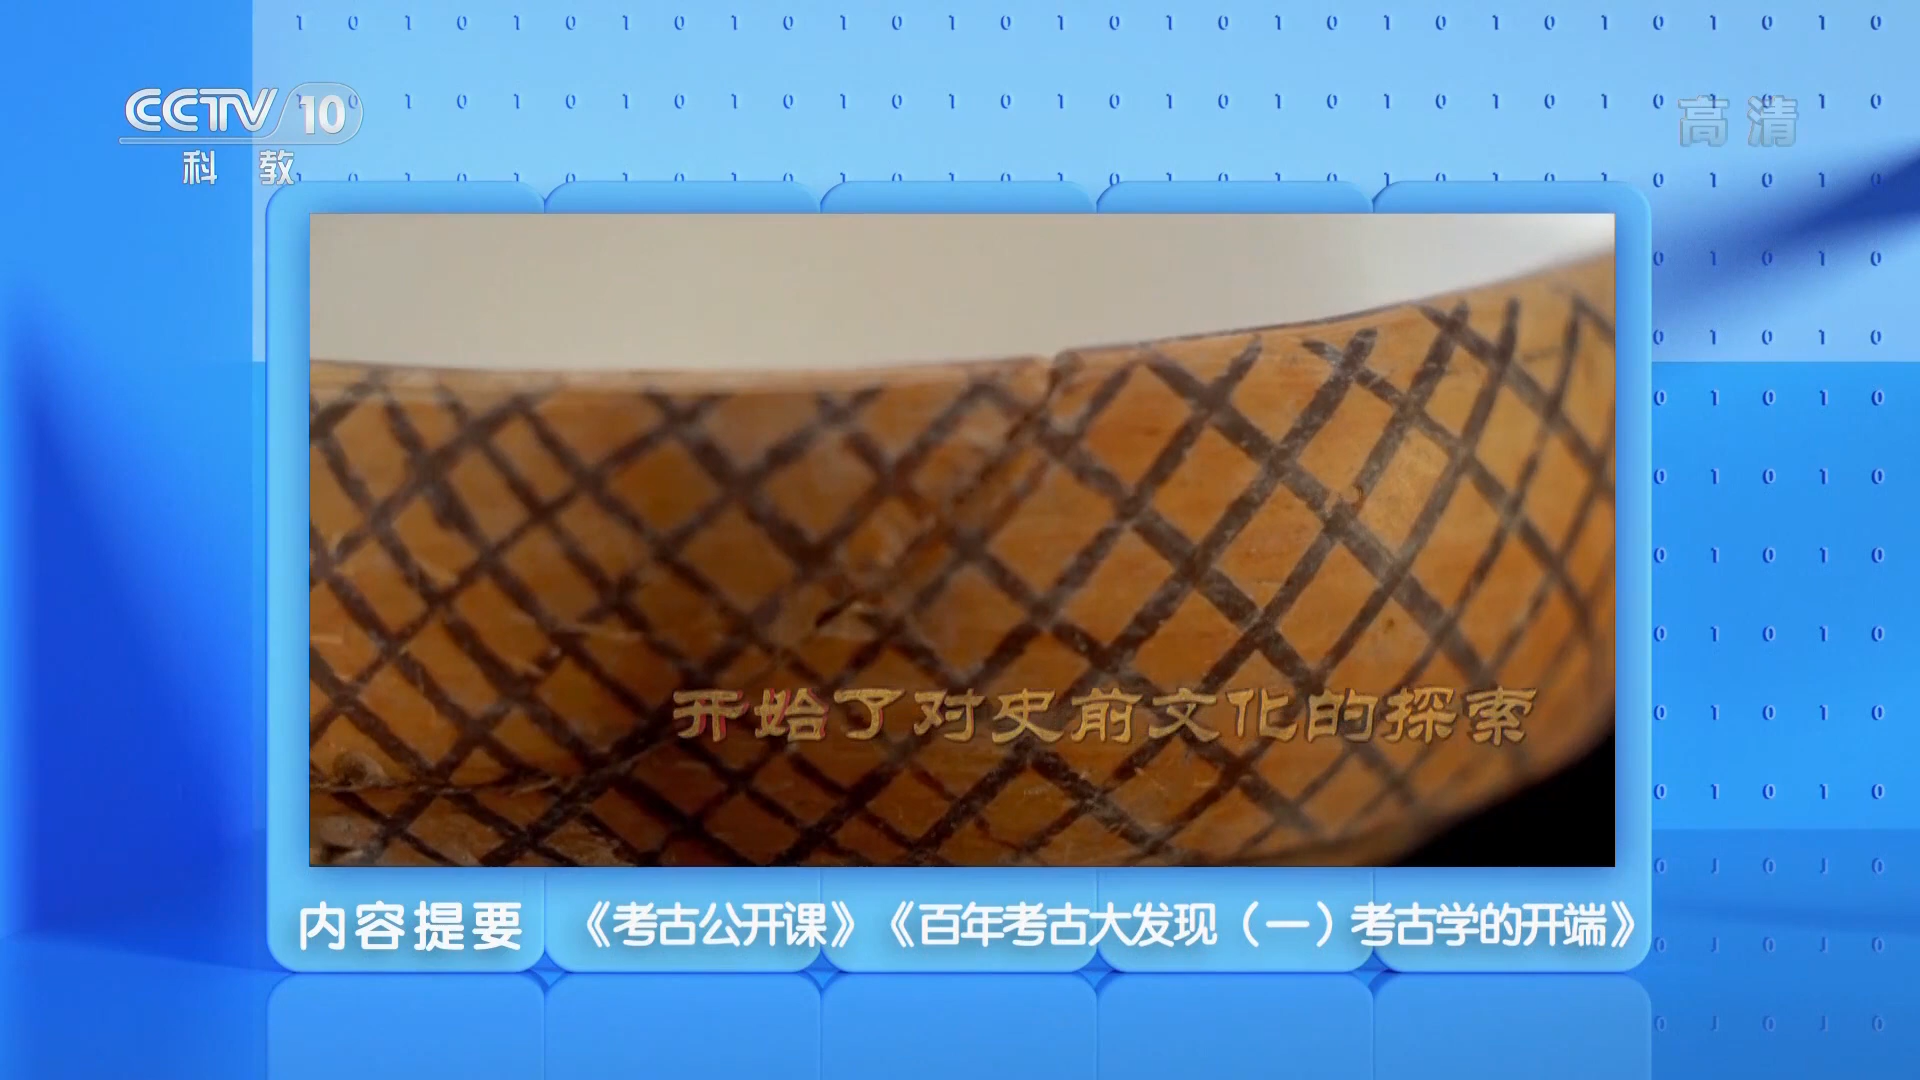 CCTV 10
科 教
高清
开始了对史前文化的探索
内容提要 《考古公开课》《百年考古大发现（一）考古学的开端》